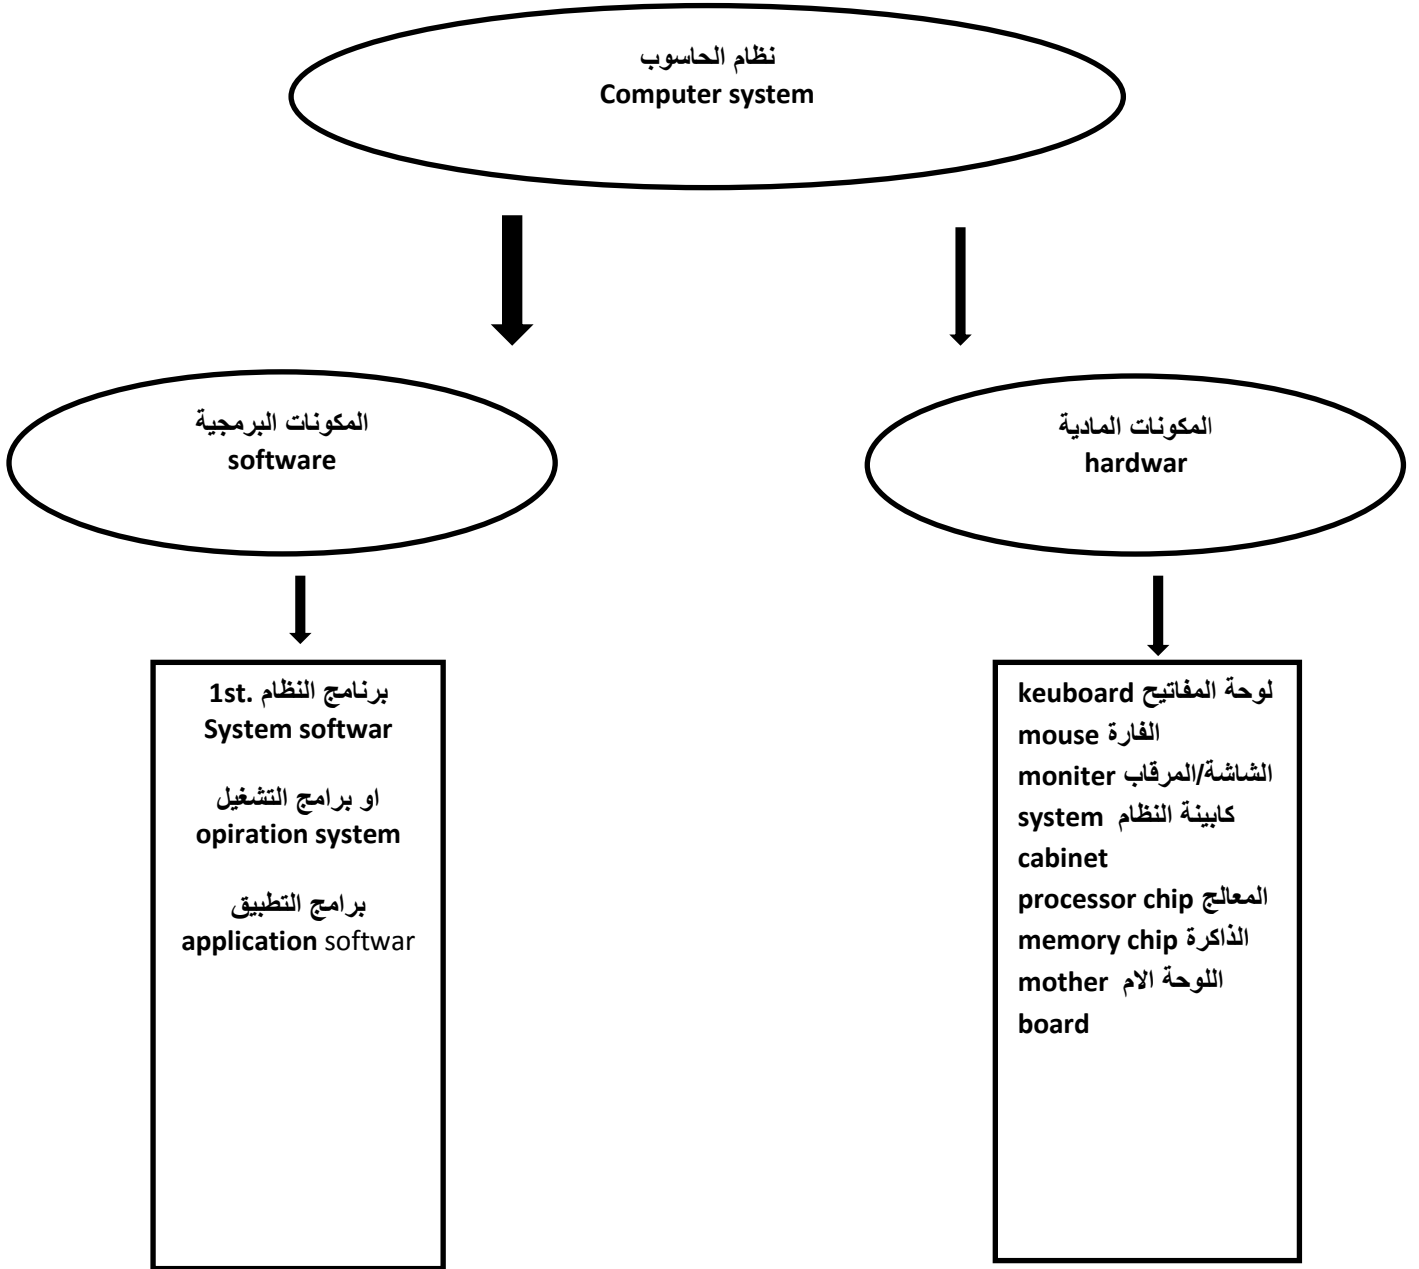 نظام الحاسوب
Computer system
المكونات البرمجية
software
المكونات المادية
hardwar
1st. برنامج النظام
System softwar
او برامج التشغيل
opiration system
برامج التطبيق
application softwar
لوحة المفاتيح keuboard
الفارة mouse
الشاشة/المرقاب moniter
كابينة النظام system
cabinet
المعالج processor chip
الذاكرة memory chip
اللوحة الام mother
board